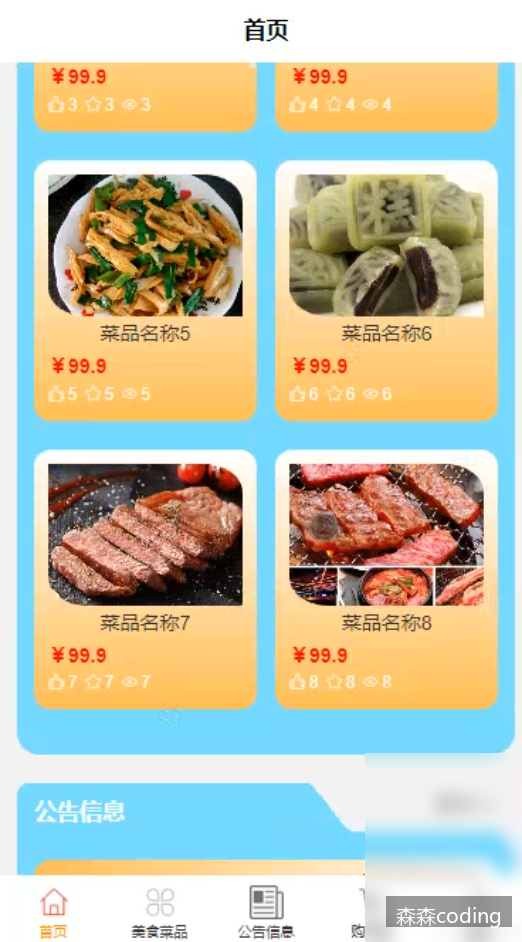 首页
￥99.9 ￥99.9
3 3 3 4 4 4
菜品名称5 菜品名称6
￥99.9 ￥99.9
5 5 5 6 6 6
菜品名称7 菜品名称8
￥99.9 ￥99.9
7 7 7 8 8 8
公告信息
首页 美食菜品 公告信息 购
森森coding